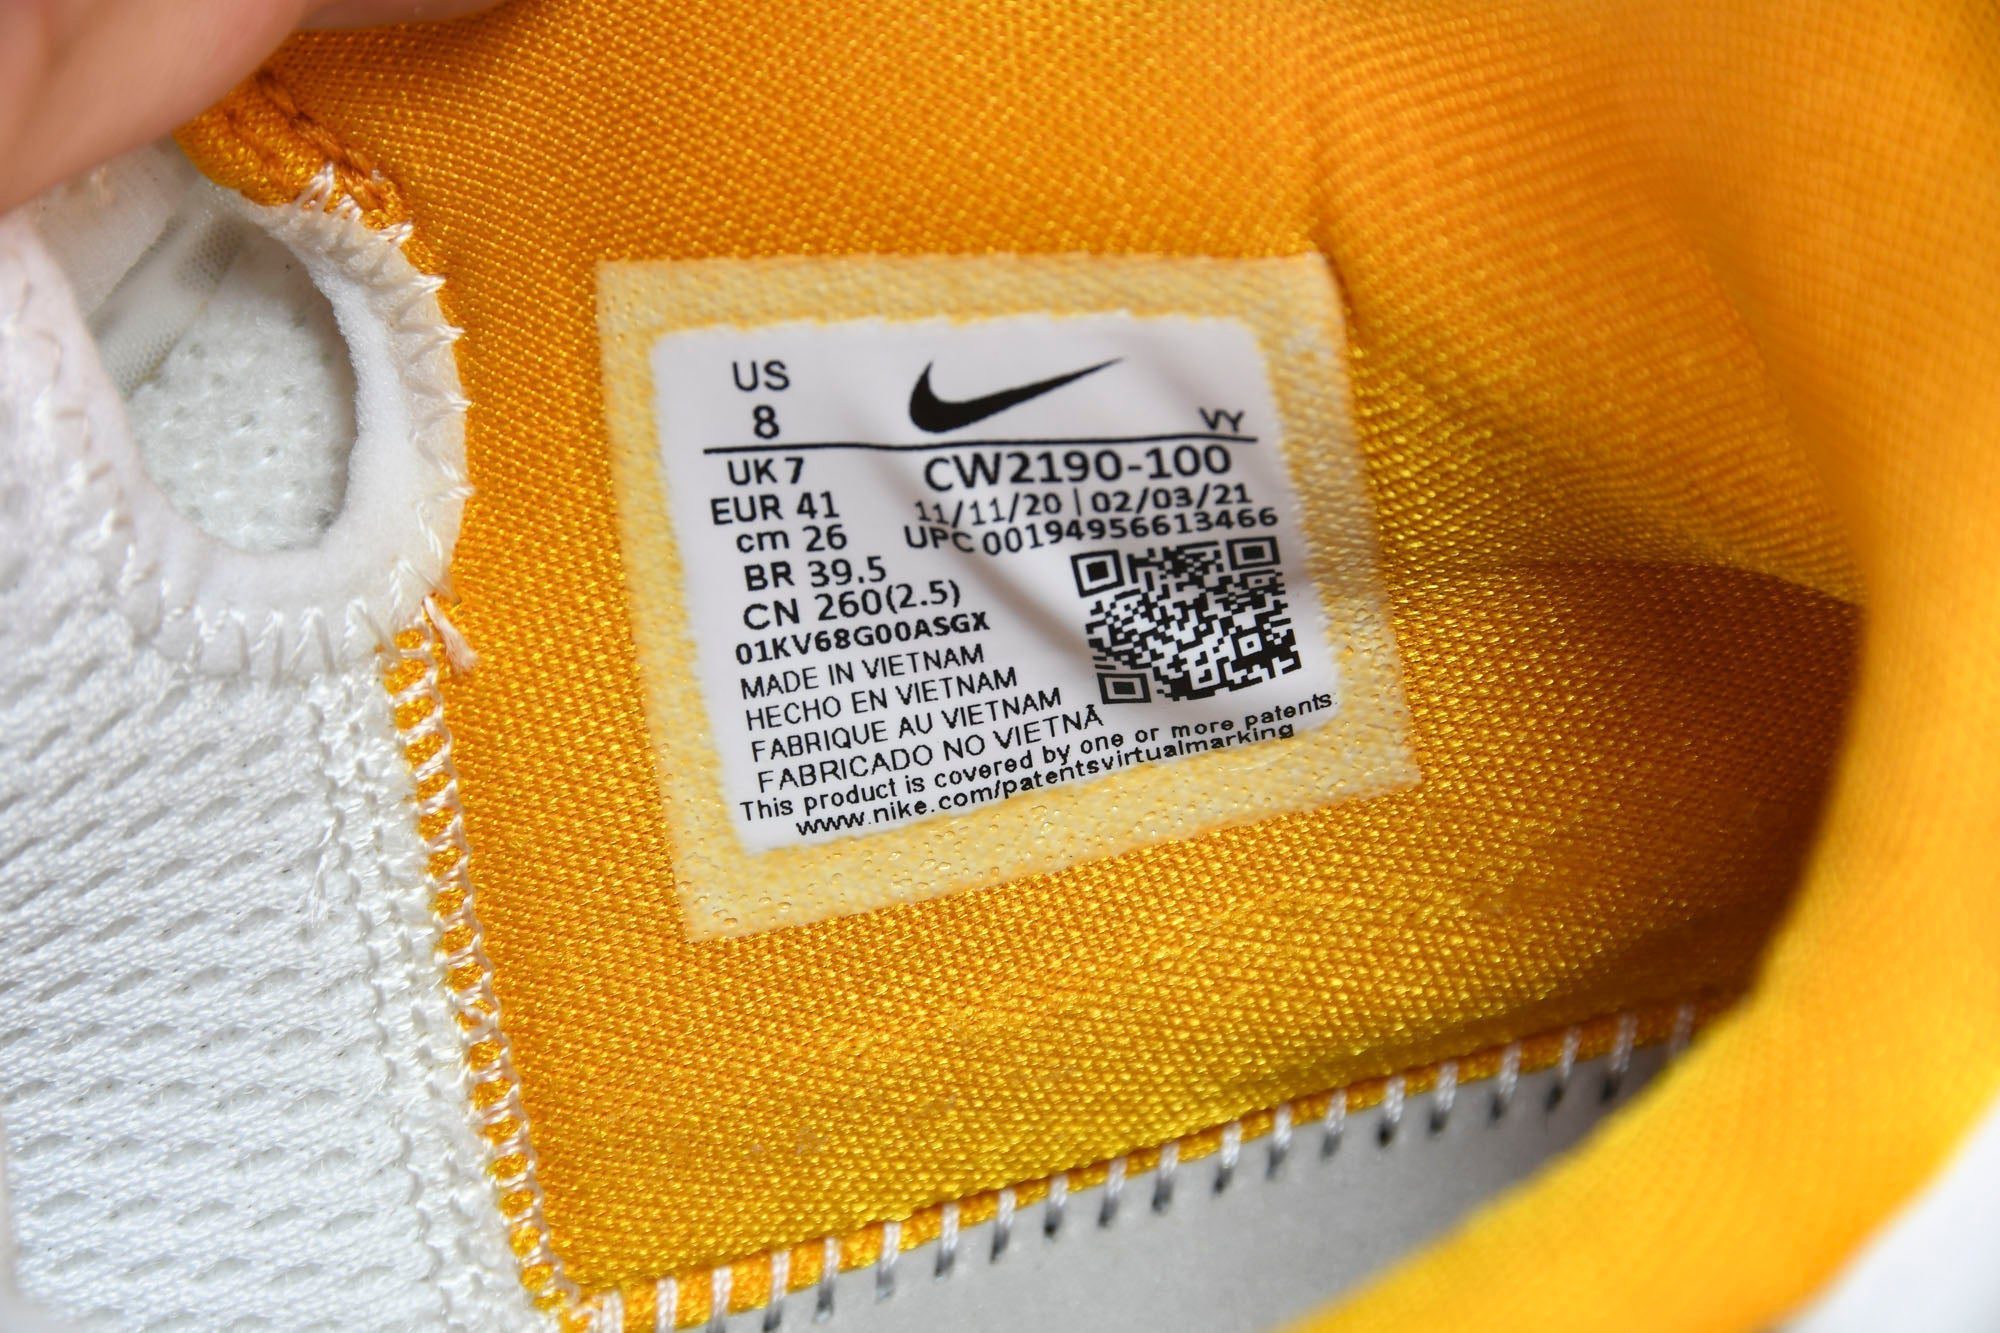 US
8
VY
UK 7
CW2190-100
EUR 41
11/11/20 | 02/03/21
cm 26
UPC 00194956613466
BR 39.5
CN 260(2.5)
01KV68G00ASGX
MADE IN VIETNAM
HECHO EN VIETNAM
FABRIQUE AU VIETNAM
FABRICADO NO VIETNÃ
This product is covered by one or more patents
www.nike.com/patentsvirtualmarking